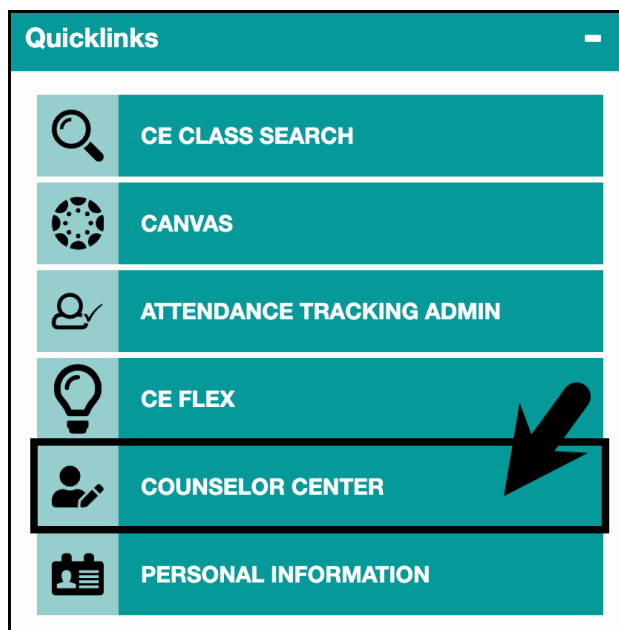 Quicklinks
CE CLASS SEARCH
CANVAS
ATTENDANCE TRACKING ADMIN
CE FLEX
COUNSELOR CENTER
PERSONAL INFORMATION